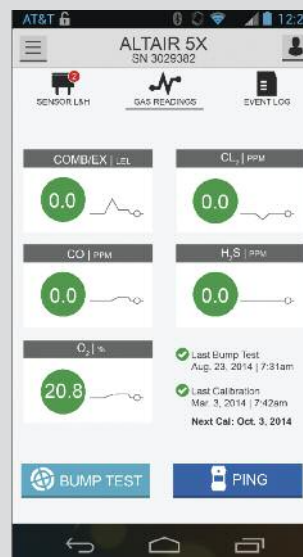 AT&T 12:2
ALTAIR 5X
SN 3029382
2
SENSOR L&H GAS READINGS EVENT LOG
COMB/EX | LEL CL₂ | PPM
0.0 0.0
CO | PPM H₂S | PPM
0.0 0.0
O₂ | %
20.8
Last Bump Test
Aug. 23, 2014 | 7:31am
Last Calibration
Mar. 3, 2014 | 7:42am
Next Cal: Oct. 3, 2014
BUMP TEST PING